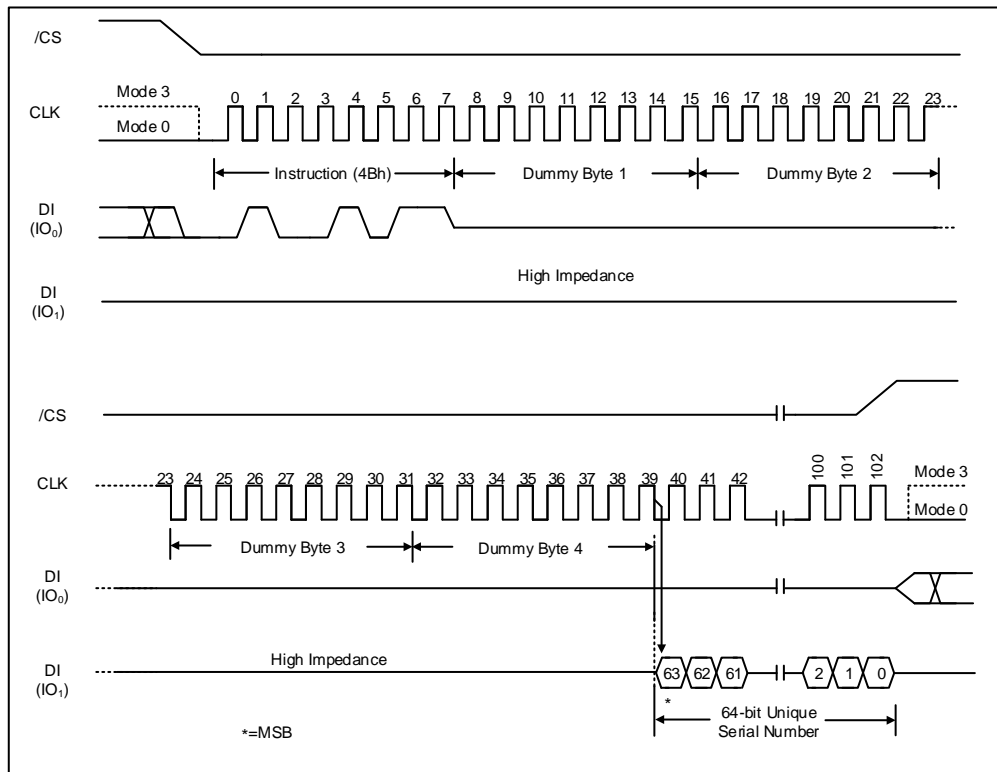 /CS
Mode 3
CLK
Mode 0
0 1 2 3 4 5 6 7 8 9 10 11 12 13 14 15 16 17 18 19 20 21 22 23
Instruction (4Bh)
Dummy Byte 1
Dummy Byte 2
DI
(IO₀)
High Impedance
DI
(IO₁)
/CS
CLK
23 24 25 26 27 28 29 30 31 32 33 34 35 36 37 38 39 40 41 42 100 101 102
Mode 3
Mode 0
Dummy Byte 3
Dummy Byte 4
DI
(IO₀)
DI
(IO₁)
High Impedance
63 62 61 2 1 0
*
64-bit Unique
Serial Number
*=MSB